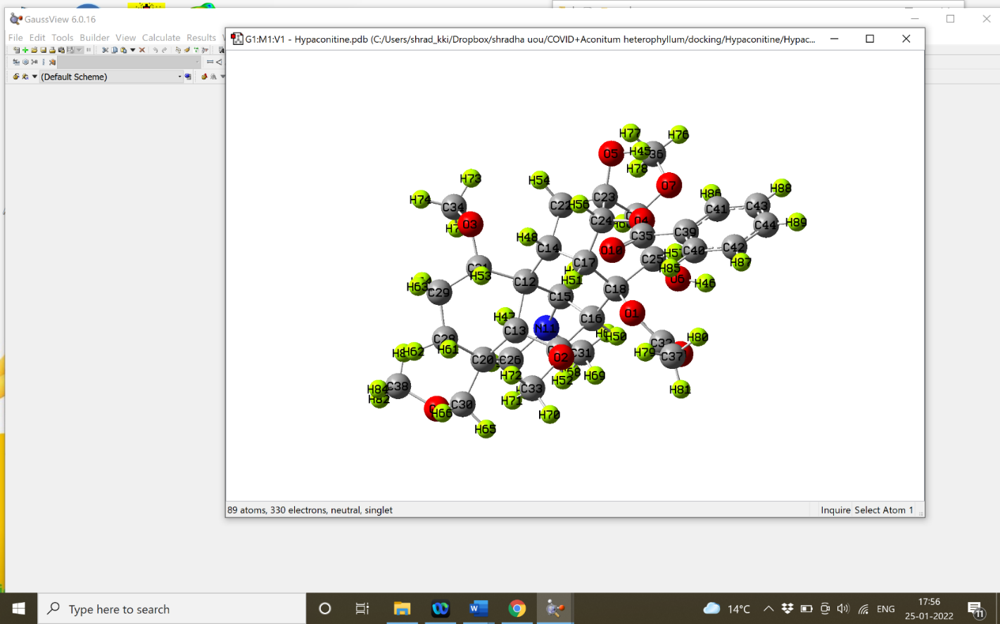 GaussView 6.0.16
File Edit Tools Builder View Calculate Results
(Default Scheme)
G1:M1:V1 - Hypaconitine.pdb (C:/Users/shrad_kki/Dropbox/shradha uou/COVID+Aconitum heterophyllum/docking/Hypaconitine/Hypac...
H77 H76
O5 H45 C36
H78
H73 H54 O7
H74 C34 C23 H86 H88
C22 H56 C41 C43
O3 C24 O4 H89
H48 C35 C39 C44
C14 O10 C40 C42
C17 C25 H57 H87
H53 H51 H85
H63 C12 O6 H46
C29 C15 C18
H47 C16 O1
C13 N11 H50 H80
C28 H79 C37
H62 H61 C20 C26 O2 C31
H72 H52 H69
C38 C33 H81
H84 H71
H82 H66 C30 H70
H65
89 atoms, 330 electrons, neutral, singlet
Inquire Select Atom 1
Type here to search
14°C
ENG
17:56
25-01-2022
11